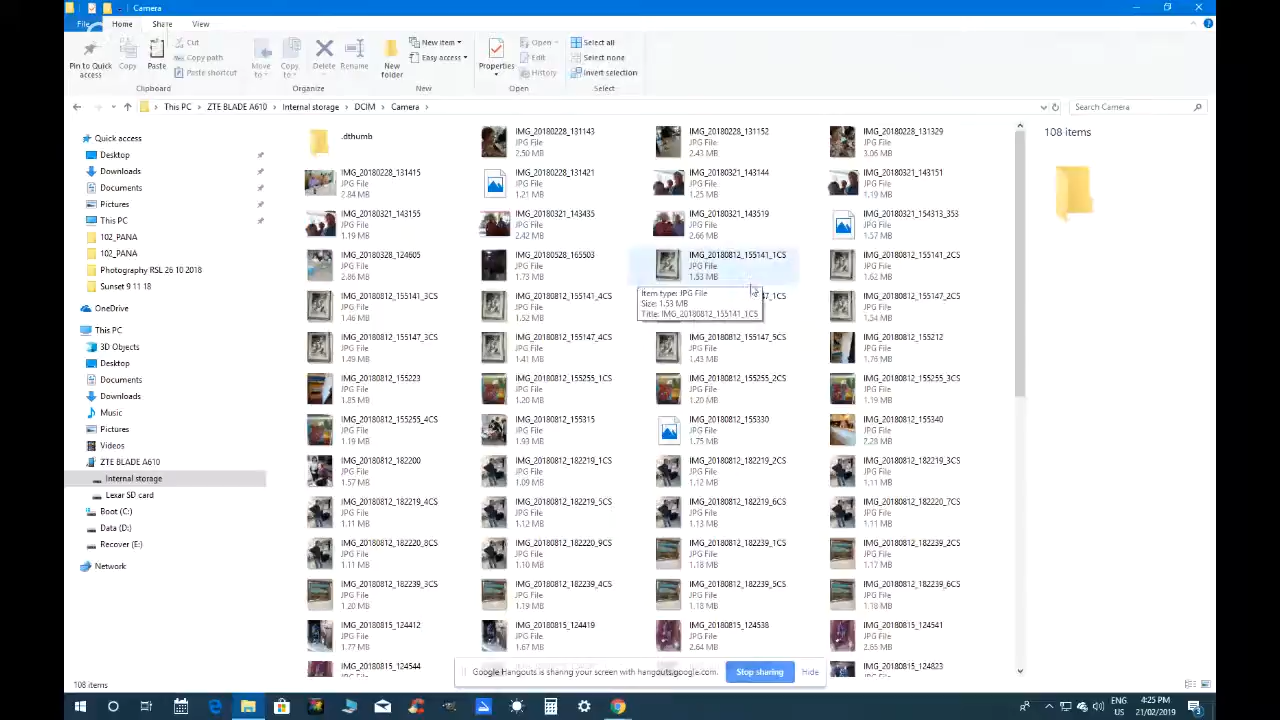 Camera
File Home Share View
Pin to Quick access
Copy
Paste
Cut
Copy path
Paste shortcut
Clipboard
Move to
Copy to
Delete
Rename
Organize
New folder
New item
Easy access
New
Properties
Open
Edit
History
Open
Select all
Select none
Invert selection
Select
This PC > ZTE BLADE A610 > Internal storage > DCIM > Camera >
Search Camera
Quick access
Desktop
Downloads
Documents
Pictures
This PC
102_PANA
102_PANA
Photography RSL 26 10 2018
Sunset 9 11 18
OneDrive
This PC
3D Objects
Desktop
Documents
Downloads
Music
Pictures
Videos
ZTE BLADE A610
Internal storage
Lexar SD card
Boot (C:)
Data (D:)
Recover (E:)
Network
.dthumb
IMG_20180228_131143
2.50 MB
IMG_20180228_131152
2.43 MB
IMG_20180228_131329
3.06 MB
IMG_20180228_131415
JPG File
2.84 MB
IMG_20180228_131421
JPG File
1.21 MB
IMG_20180321_143144
JPG File
1.25 MB
IMG_20180321_143151
JPG File
1.19 MB
IMG_20180321_143155
JPG File
1.19 MB
IMG_20180321_143435
JPG File
2.42 MB
IMG_20180321_143519
JPG File
2.66 MB
IMG_20180321_154313_353
JPG File
1.57 MB
IMG_20180328_124605
JPG File
2.86 MB
IMG_20180528_165503
JPG File
1.73 MB
IMG_20180812_155141_1CS
JPG File
1.53 MB
IMG_20180812_155141_2CS
JPG File
1.62 MB
IMG_20180812_155141_3CS
JPG File
1.46 MB
IMG_20180812_155141_4CS
JPG File
1.52 MB
47_1CS
Item type: JPG File
Size: 1.53 MB
Title: IMG_20180812_155141_1CS
IMG_20180812_155147_2CS
JPG File
1.54 MB
IMG_20180812_155147_3CS
JPG File
1.49 MB
IMG_20180812_155147_4CS
JPG File
1.41 MB
IMG_20180812_155147_5CS
JPG File
1.43 MB
IMG_20180812_155212
JPG File
1.76 MB
IMG_20180812_155223
JPG File
1.85 MB
IMG_20180812_155255_1CS
JPG File
1.20 MB
IMG_20180812_155255_2CS
JPG File
1.20 MB
IMG_20180812_155255_3CS
JPG File
1.19 MB
IMG_20180812_155255_4CS
JPG File
1.19 MB
IMG_20180812_155315
JPG File
1.93 MB
IMG_20180812_155330
JPG File
1.75 MB
IMG_20180812_155340
JPG File
2.28 MB
IMG_20180812_182200
JPG File
1.57 MB
IMG_20180812_182219_1CS
JPG File
1.09 MB
IMG_20180812_182219_2CS
JPG File
1.12 MB
IMG_20180812_182219_3CS
JPG File
1.11 MB
IMG_20180812_182219_4CS
JPG File
1.11 MB
IMG_20180812_182219_5CS
JPG File
1.12 MB
IMG_20180812_182219_6CS
JPG File
1.13 MB
IMG_20180812_182220_7CS
JPG File
1.11 MB
IMG_20180812_182220_8CS
JPG File
1.11 MB
IMG_20180812_182220_9CS
JPG File
1.10 MB
IMG_20180812_182239_1CS
JPG File
1.18 MB
IMG_20180812_182239_2CS
JPG File
1.17 MB
IMG_20180812_182239_3CS
JPG File
1.20 MB
IMG_20180812_182239_4CS
JPG File
1.19 MB
IMG_20180812_182239_5CS
JPG File
1.18 MB
IMG_20180812_182239_6CS
JPG File
1.18 MB
IMG_20180815_124412
JPG File
1.77 MB
IMG_20180815_124419
JPG File
1.67 MB
IMG_20180815_124538
JPG File
2.64 MB
IMG_20180815_124541
JPG File
2.65 MB
IMG_20180815_124544
JPG File
IMG_20180815_124823
JPG File
108 items
Google Hangouts is sharing your screen with hangouts.google.com.
Stop sharing
Hide
108 items
ENG
US
4:25 PM
21/02/2019
3